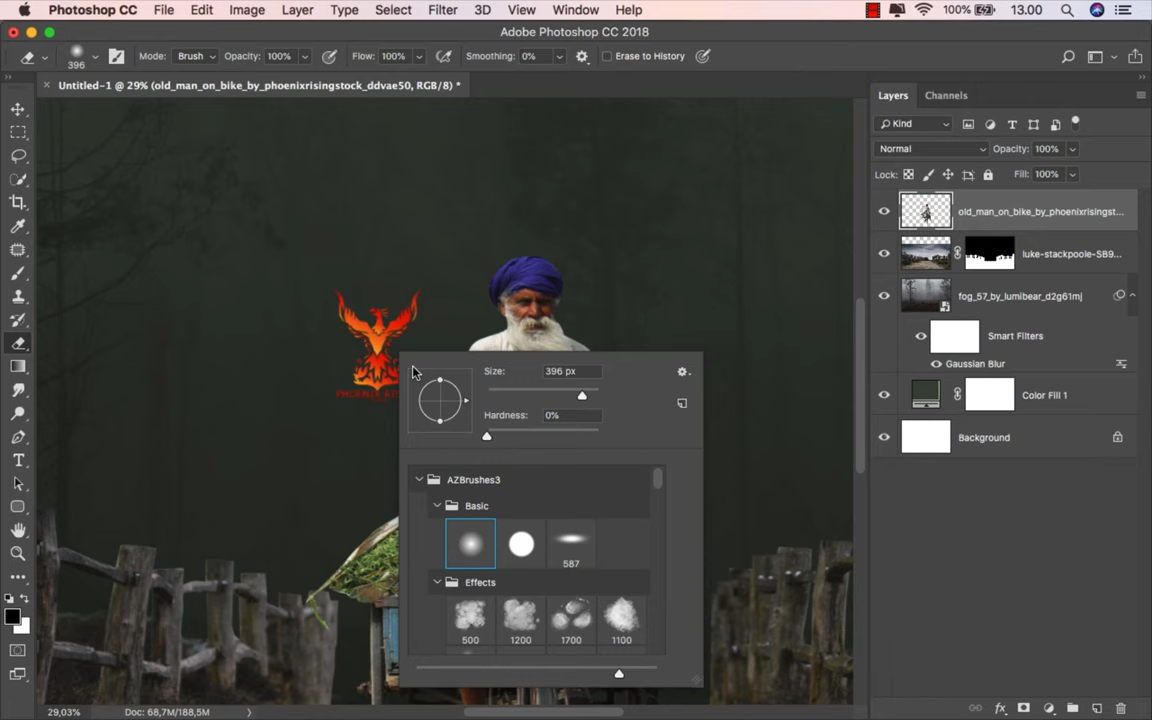 Photoshop CC File Edit Image Layer Type Select Filter 3D View Window Help 100% 13.00
Adobe Photoshop CC 2018
396 Mode: Brush Opacity: 100% Flow: 100% Smoothing: 0% Erase to History
Untitled-1 @ 29% (old_man_on_bike_by_phoenixrisingstock_ddvae50, RGB/8) *
Layers Channels
Kind
Normal Opacity: 100%
Lock: Fill: 100%
old_man_on_bike_by_phoenixrisingst...
luke-stackpoole-SB9...
fog_57_by_lumibear_d2g61mj
Smart Filters
Gaussian Blur
Color Fill 1
Background
Size: 396 px
Hardness: 0%
AZBrushes3
Basic
587
Effects
500 1200 1700 1100
29,03% Doc: 68,7M/188,5M